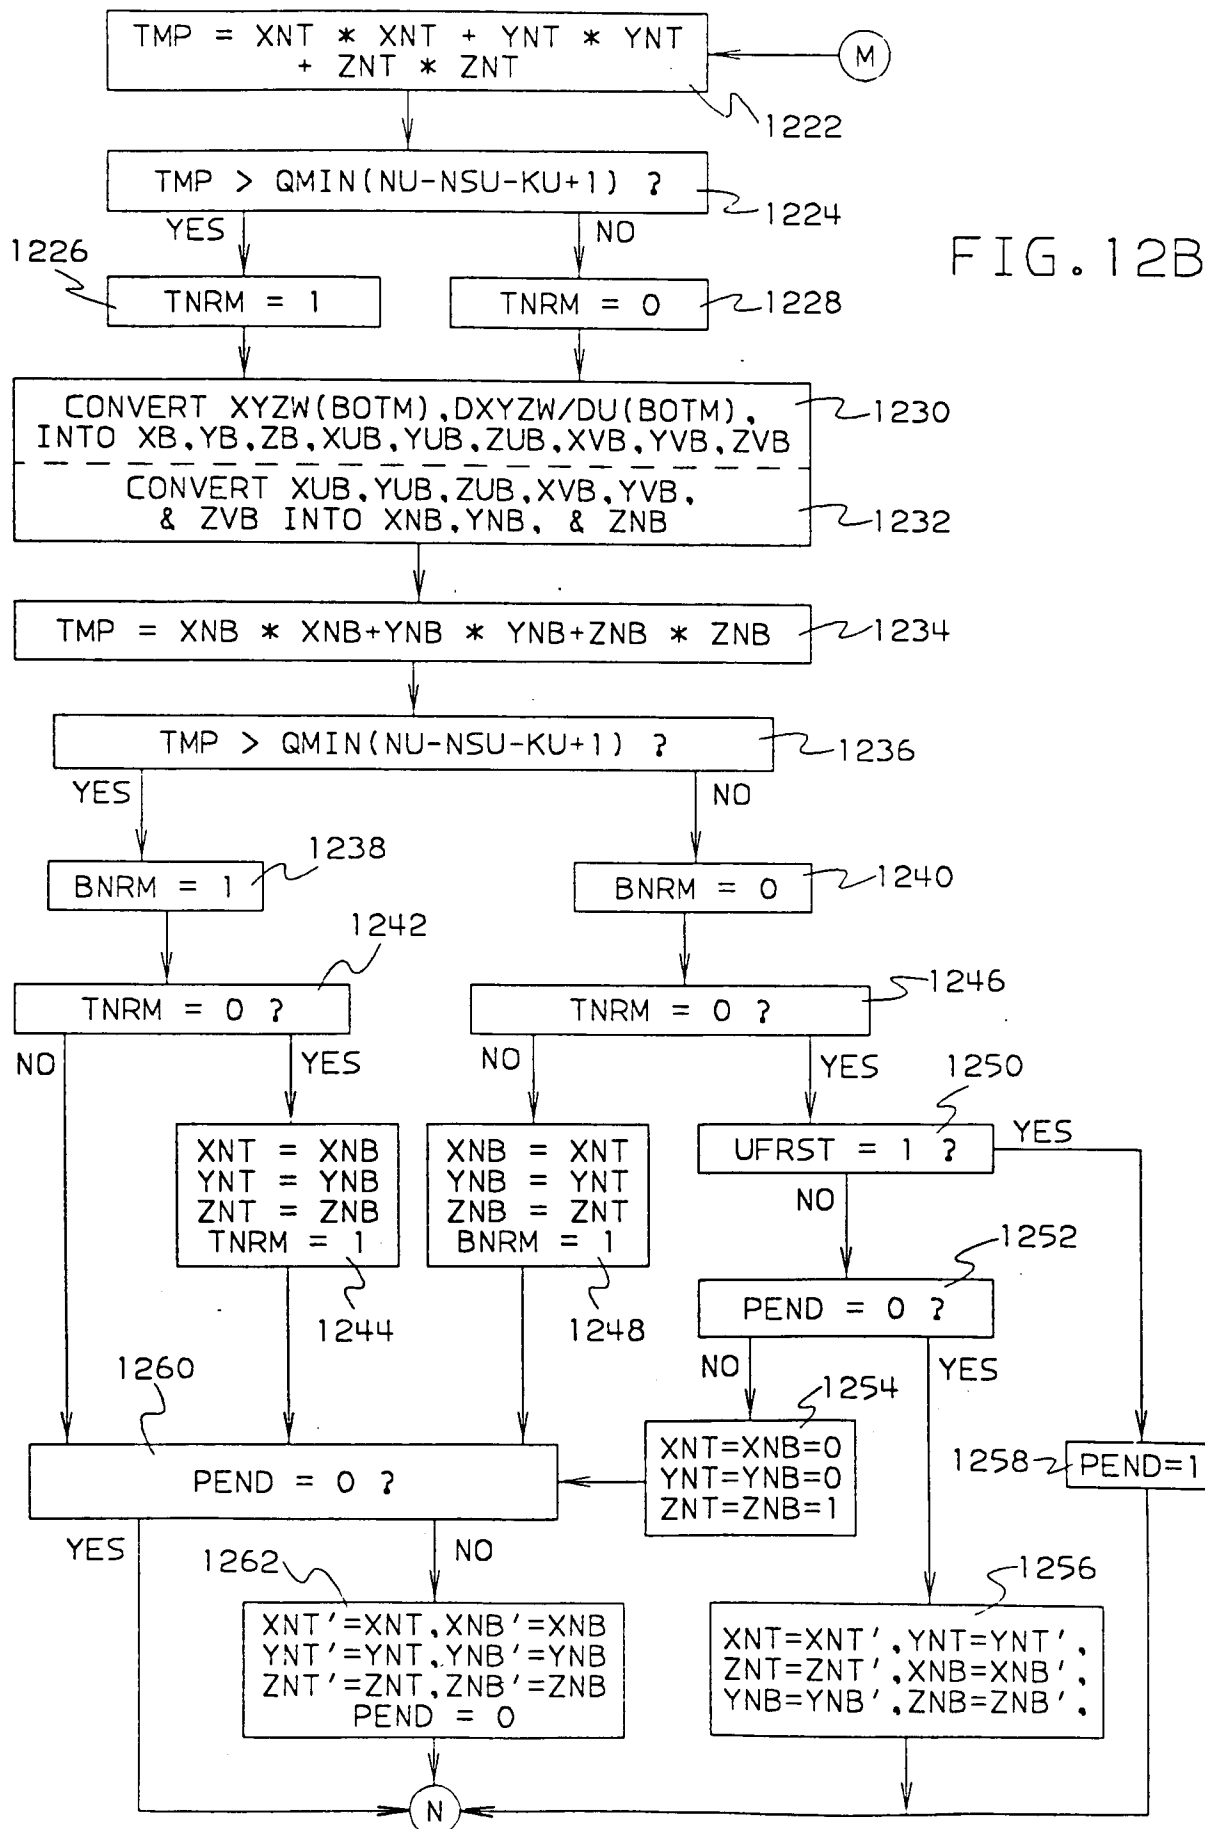 TMP = XNT * XNT + YNT * YNT
+ ZNT * ZNT
M
1222
TMP > QMIN(NU-NSU-KU+1) ?
1224
YES
NO
FIG.12B
1226
TNRM = 1
TNRM = 0
1228
CONVERT XYZW(BOTM),DXYZW/DU(BOTM),
INTO XB,YB,ZB,XUB,YUB,ZUB,XVB,YVB,ZVB
1230
CONVERT XUB,YUB,ZUB,XVB,YVB,
& ZVB INTO XNB,YNB, & ZNB
1232
TMP = XNB * XNB+YNB * YNB+ZNB * ZNB
1234
TMP > QMIN(NU-NSU-KU+1) ?
1236
YES
NO
1238
BNRM = 1
BNRM = 0
1240
1242
TNRM = 0 ?
TNRM = 0 ?
1246
NO
YES
NO
YES
1250
XNT = XNB
YNT = YNB
ZNT = ZNB
TNRM = 1
1244
XNB = XNT
YNB = YNT
ZNB = ZNT
BNRM = 1
1248
UFRST = 1 ?
YES
NO
1252
PEND = 0 ?
NO
YES
1254
XNT=XNB=0
YNT=YNB=0
ZNT=ZNB=1
1258
PEND=1
1260
PEND = 0 ?
YES
NO
1262
XNT'=XNT,XNB'=XNB
YNT'=YNT,YNB'=YNB
ZNT'=ZNT,ZNB'=ZNB
PEND = 0
1256
XNT=XNT',YNT=YNT',
ZNT=ZNT',XNB=XNB',
YNB=YNB',ZNB=ZNB',
N